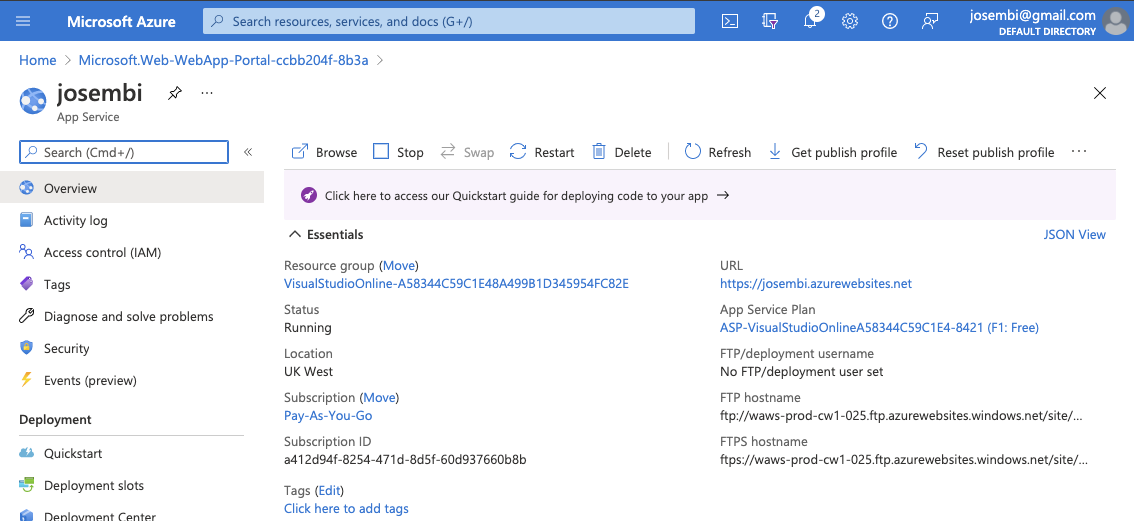 Microsoft Azure
Search resources, services, and docs (G+/)
2
josembi@gmail.com
DEFAULT DIRECTORY
Home > Microsoft.Web-WebApp-Portal-ccbb204f-8b3a >
josembi
...
App Service
Search (Cmd+/)
«
Overview
Activity log
Access control (IAM)
Tags
Diagnose and solve problems
Security
Events (preview)
Deployment
Quickstart
Deployment slots
Deployment Center
Browse Stop Swap Restart Delete Refresh Get publish profile Reset publish profile ...
Click here to access our Quickstart guide for deploying code to your app →
Essentials
JSON View
Resource group (Move)
VisualStudioOnline-A58344C59C1E48A499B1D345954FC82E
Status
Running
Location
UK West
Subscription (Move)
Pay-As-You-Go
Subscription ID
a412d94f-8254-471d-8d5f-60d937660b8b
Tags (Edit)
Click here to add tags
URL
https://josembi.azurewebsites.net
App Service Plan
ASP-VisualStudioOnlineA58344C59C1E4-8421 (F1: Free)
FTP/deployment username
No FTP/deployment user set
FTP hostname
ftp://waws-prod-cw1-025.ftp.azurewebsites.windows.net/site/...
FTPS hostname
ftps://waws-prod-cw1-025.ftp.azurewebsites.windows.net/site/...